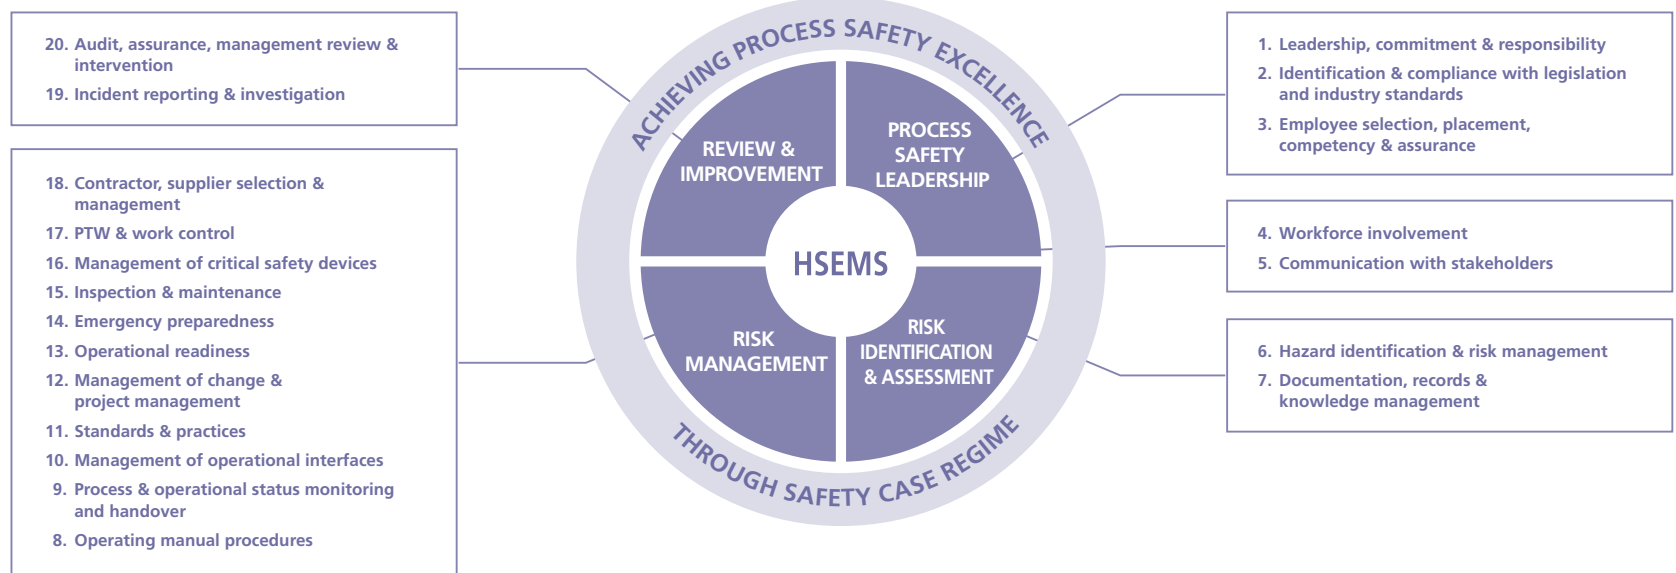 20. Audit, assurance, management review &
intervention
19. Incident reporting & investigation
18. Contractor, supplier selection &
management
17. PTW & work control
16. Management of critical safety devices
15. Inspection & maintenance
14. Emergency preparedness
13. Operational readiness
12. Management of change &
project management
11. Standards & practices
10. Management of operational interfaces
9. Process & operational status monitoring
and handover
8. Operating manual procedures
ACHIEVING PROCESS SAFETY EXCELLENCE
REVIEW &
IMPROVEMENT
PROCESS
SAFETY
LEADERSHIP
HSEMS
RISK
MANAGEMENT
RISK
IDENTIFICATION
& ASSESSMENT
THROUGH SAFETY CASE REGIME
1. Leadership, commitment & responsibility
2. Identification & compliance with legislation
and industry standards
3. Employee selection, placement,
competency & assurance
4. Workforce involvement
5. Communication with stakeholders
6. Hazard identification & risk management
7. Documentation, records &
knowledge management